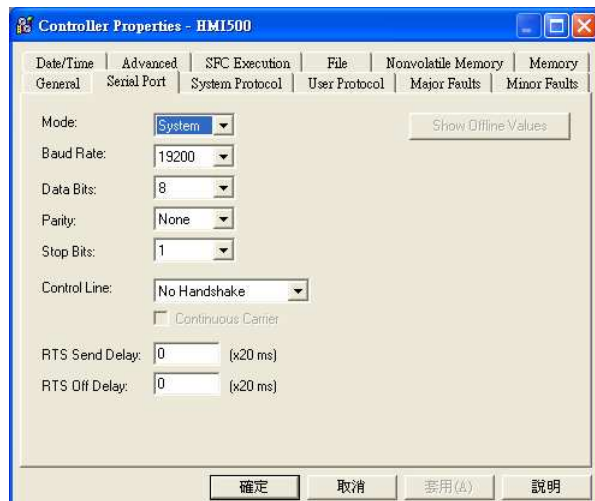 Controller Properties - HMI500
Date/Time Advanced SFC Execution File Nonvolatile Memory Memory
General Serial Port System Protocol User Protocol Major Faults Minor Faults
Mode: System Show Offline Values
Baud Rate: 19200
Data Bits: 8
Parity: None
Stop Bits: 1
Control Line: No Handshake
Continuous Carrier
RTS Send Delay: 0 (x20 ms)
RTS Off Delay: 0 (x20 ms)
確定 取消 套用(A) 說明